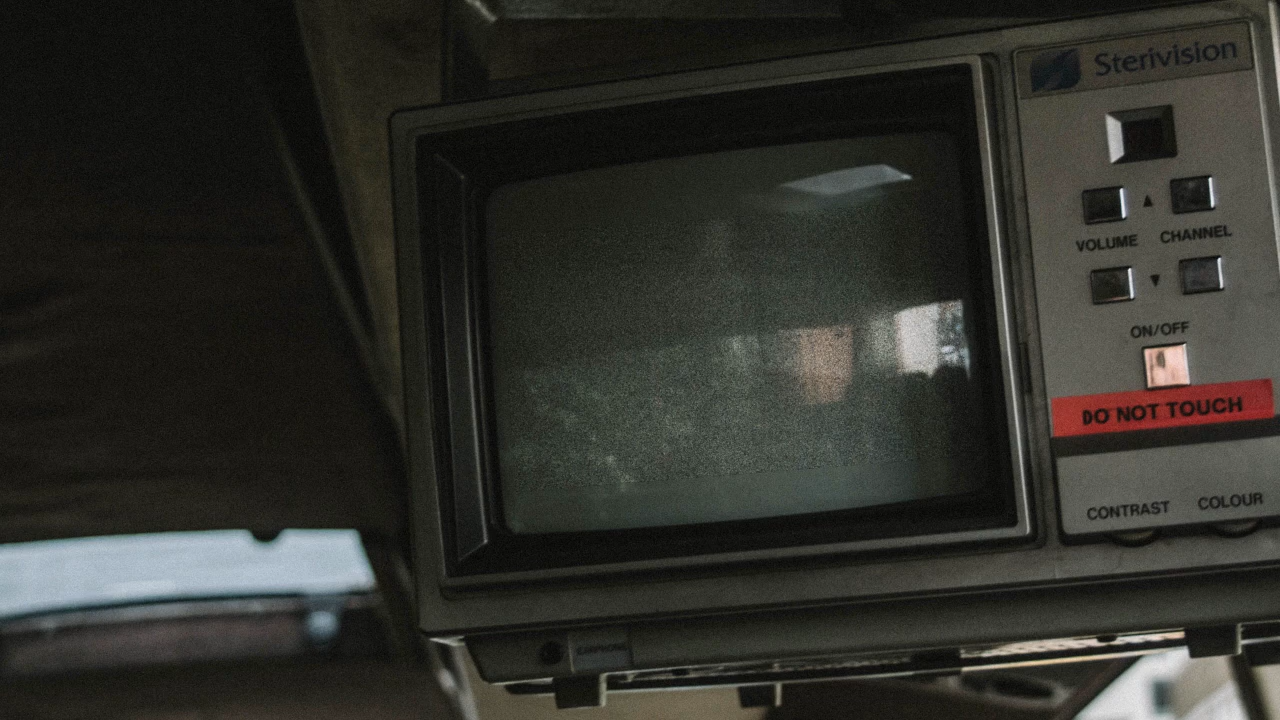 Sterivision
VOLUME ▲ CHANNEL
▼
ON/OFF
DO NOT TOUCH
CONTRAST COLOUR